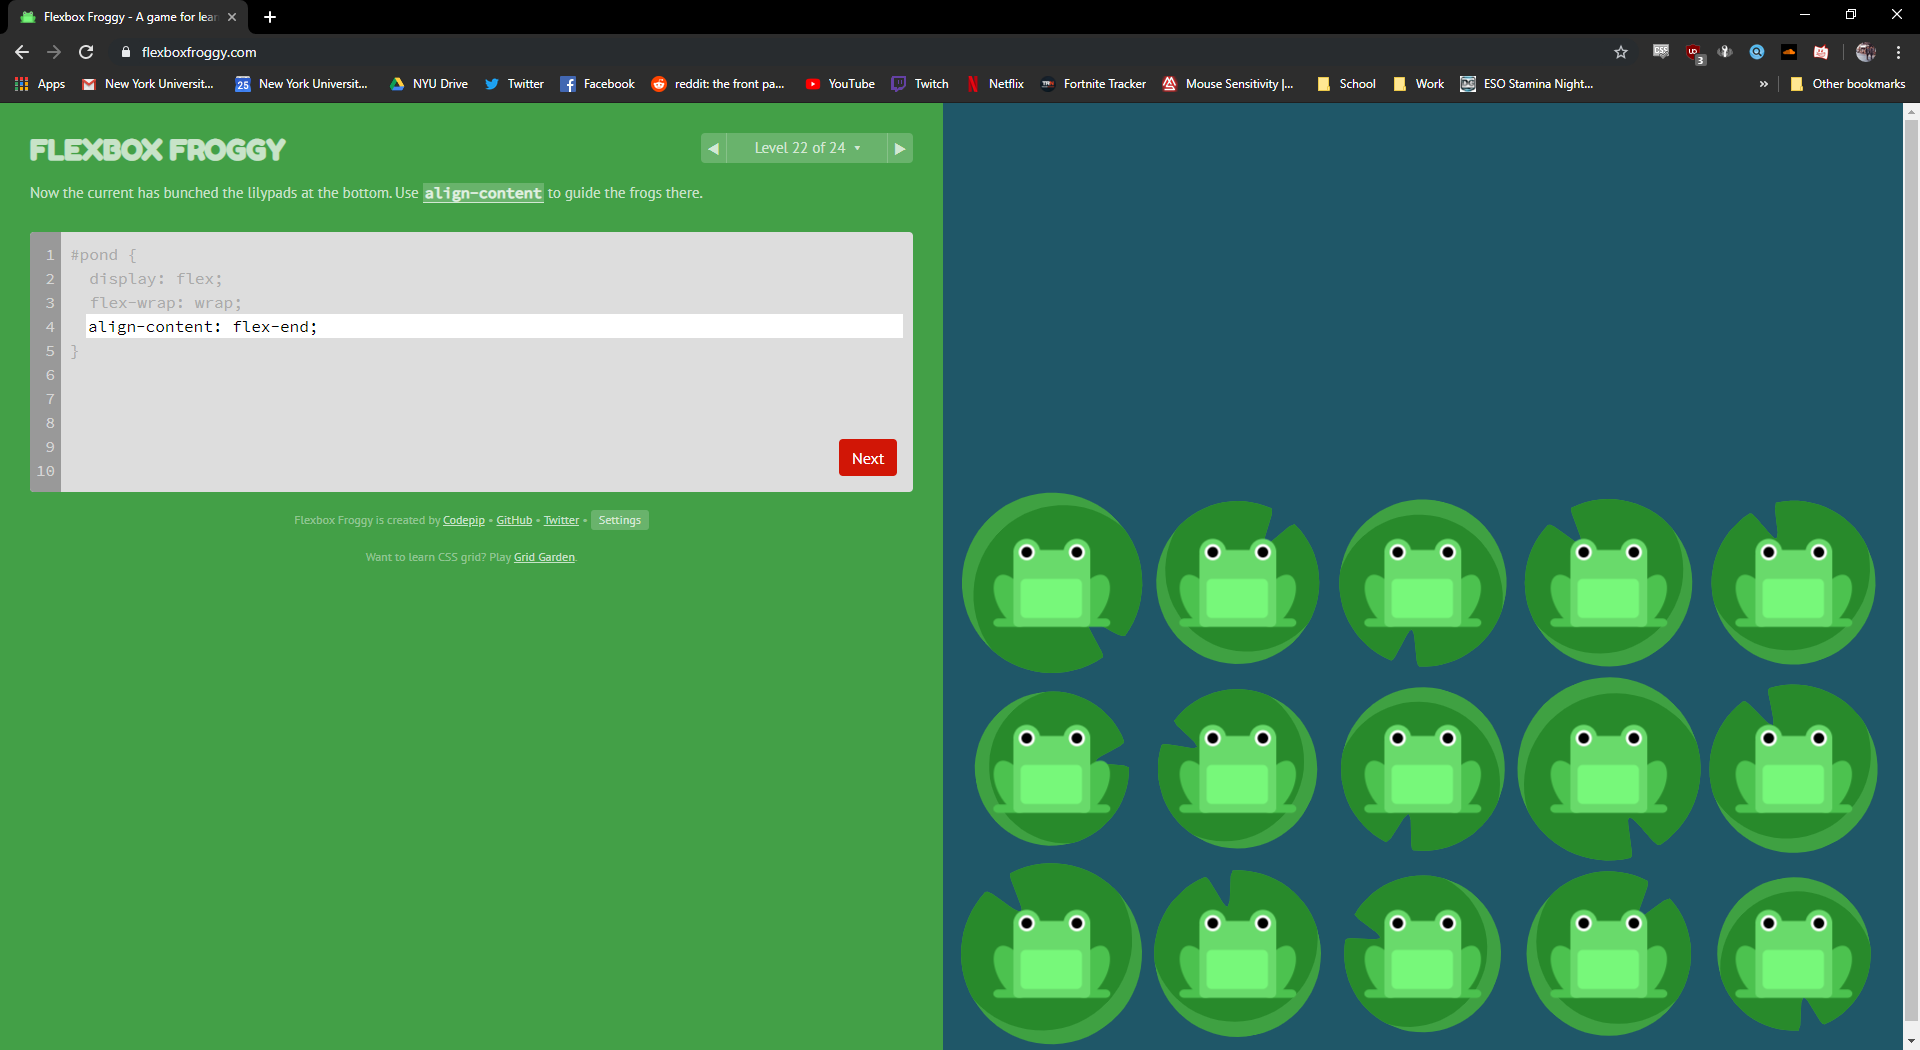 Flexbox Froggy - A game for lear
flexboxfroggy.com
CSS
UD
3
Apps
New York Universit...
25
New York Universit...
NYU Drive
Twitter
Facebook
reddit: the front pa...
YouTube
Twitch
Netflix
Fortnite Tracker
Mouse Sensitivity |...
School
Work
ESO Stamina Night...
»
Other bookmarks
FLEXBOX FROGGY
◀ Level 22 of 24 ▾ ▶
Now the current has bunched the lilypads at the bottom. Use align-content to guide the frogs there.
1 #pond {
2 display: flex;
3 flex-wrap: wrap;
4 align-content: flex-end;
5 }
6
7
8
9
10
Next
Flexbox Froggy is created by Codepip • GitHub • Twitter • Settings
Want to learn CSS grid? Play Grid Garden.